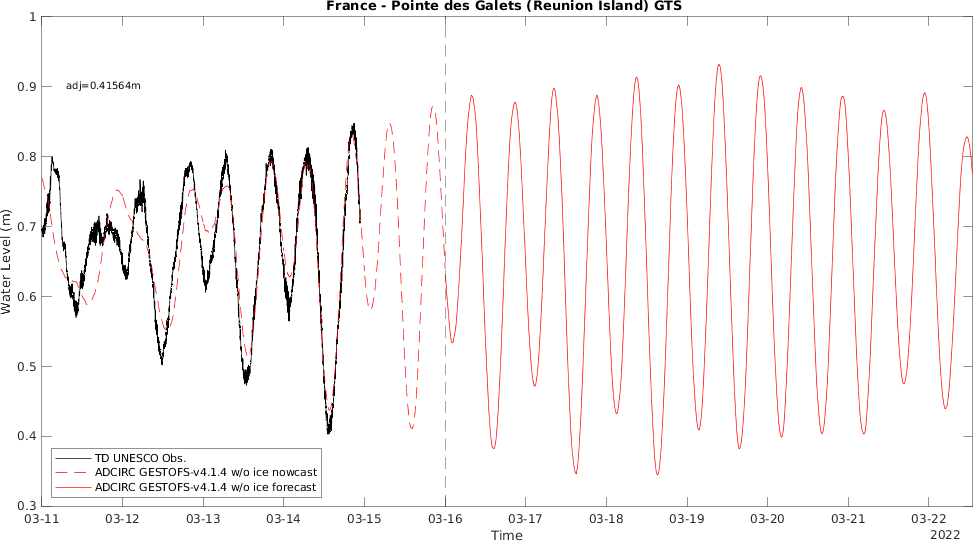 France - Pointe des Galets (Reunion Island) GTS
1
0.9
0.8
0.7
0.6
0.5
0.4
0.3
Water Level (m)
adj=0.41564m
TD UNESCO Obs.
ADCIRC GESTOFS-v4.1.4 w/o ice nowcast
ADCIRC GESTOFS-v4.1.4 w/o ice forecast
03-11 03-12 03-13 03-14 03-15 03-16 03-17 03-18 03-19 03-20 03-21 03-22
Time
2022